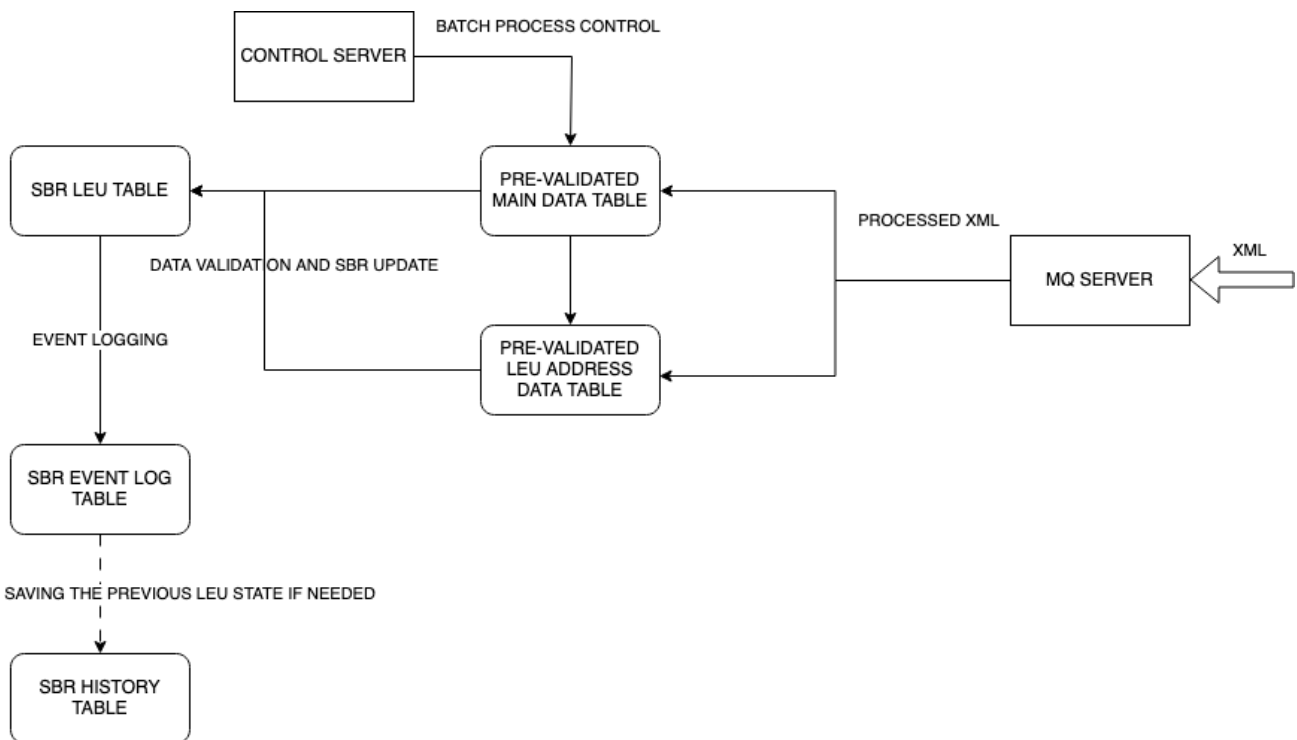 BATCH PROCESS CONTROL
CONTROL SERVER
SBR LEU TABLE
PRE-VALIDATED
MAIN DATA TABLE
PROCESSED XML
XML
MQ SERVER
DATA VALIDATION AND SBR UPDATE
EVENT LOGGING
PRE-VALIDATED
LEU ADDRESS
DATA TABLE
SBR EVENT LOG
TABLE
SAVING THE PREVIOUS LEU STATE IF NEEDED
SBR HISTORY
TABLE